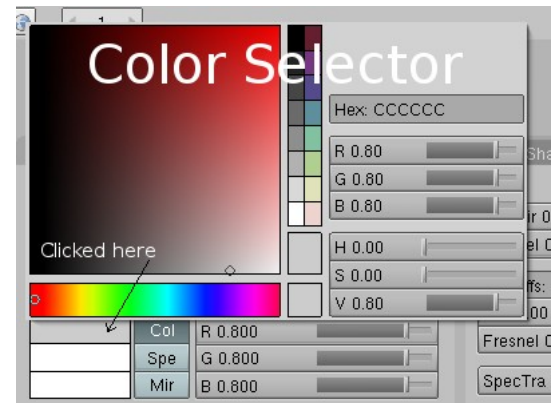 1
Color Selector
Hex: CCCCCC
R 0.80
G 0.80
B 0.80
Clicked here
H 0.00
S 0.00
V 0.80
Col R 0.800
Spe G 0.800
Mir B 0.800
Fresnel
SpecTra